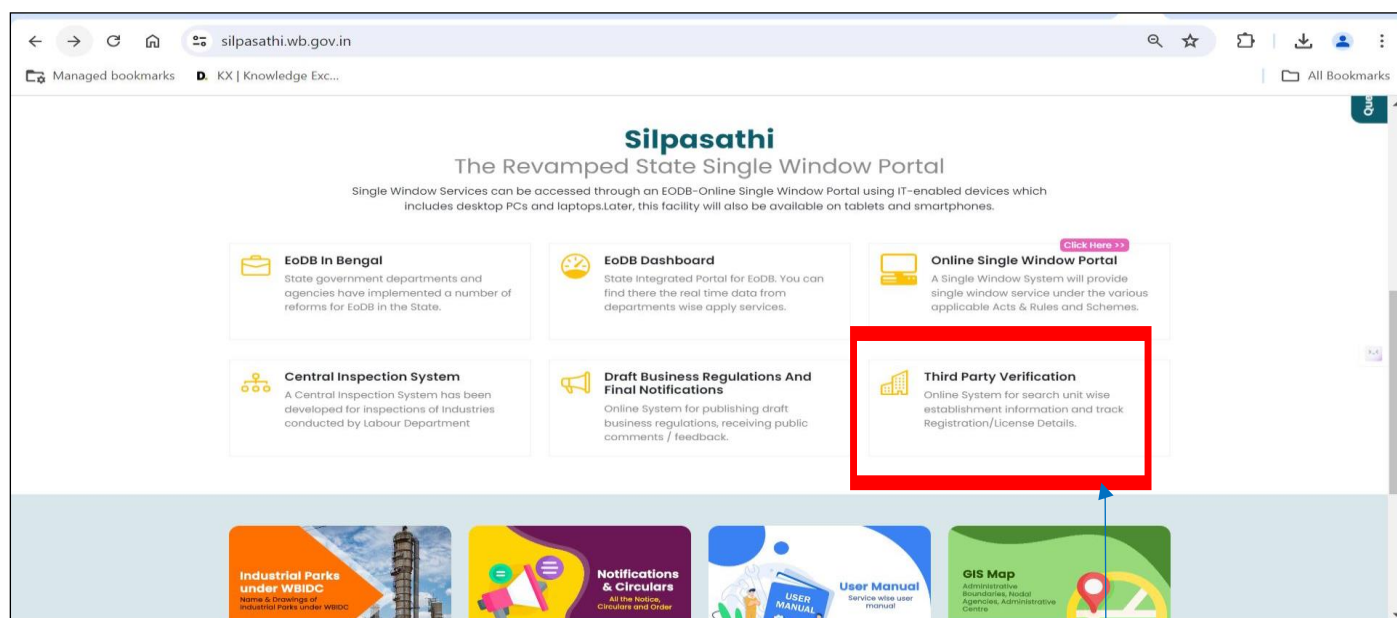 silpasathi.wb.gov.in
Managed bookmarks
D. KX | Knowledge Exc...
All Bookmarks
Que
Silpasathi
The Revamped State Single Window Portal
Single Window Services can be accessed through an EODB-Online Single Window Portal using IT-enabled devices which
includes desktop PCs and laptops.Later, this facility will also be available on tablets and smartphones.
EoDB In Bengal
State government departments and
agencies have implemented a number of
reforms for EoDB in the State.
EoDB Dashboard
State Integrated Portal for EoDB. You can
find there the real time data from
departments wise apply services.
Click Here >>
Online Single Window Portal
A Single Window System will provide
single window service under the various
applicable Acts & Rules and Schemes.
Central Inspection System
A Central Inspection System has been
developed for inspections of Industries
conducted by Labour Department
Draft Business Regulations And
Final Notifications
Online System for publishing draft
business regulations, receiving public
comments / feedback.
Third Party Verification
Online System for search unit wise
establishment information and track
Registration/License Details.
Industrial Parks
under WBIDC
Name & Drawings of
Industrial Parks under WBIDC
Notifications
& Circulars
All the Notice,
Circulars and Order
USER
MANUAL
User Manual
Service wise user
manual
GIS Map
Administrative
Boundaries, Nodal
Agencies, Administrative
Centre